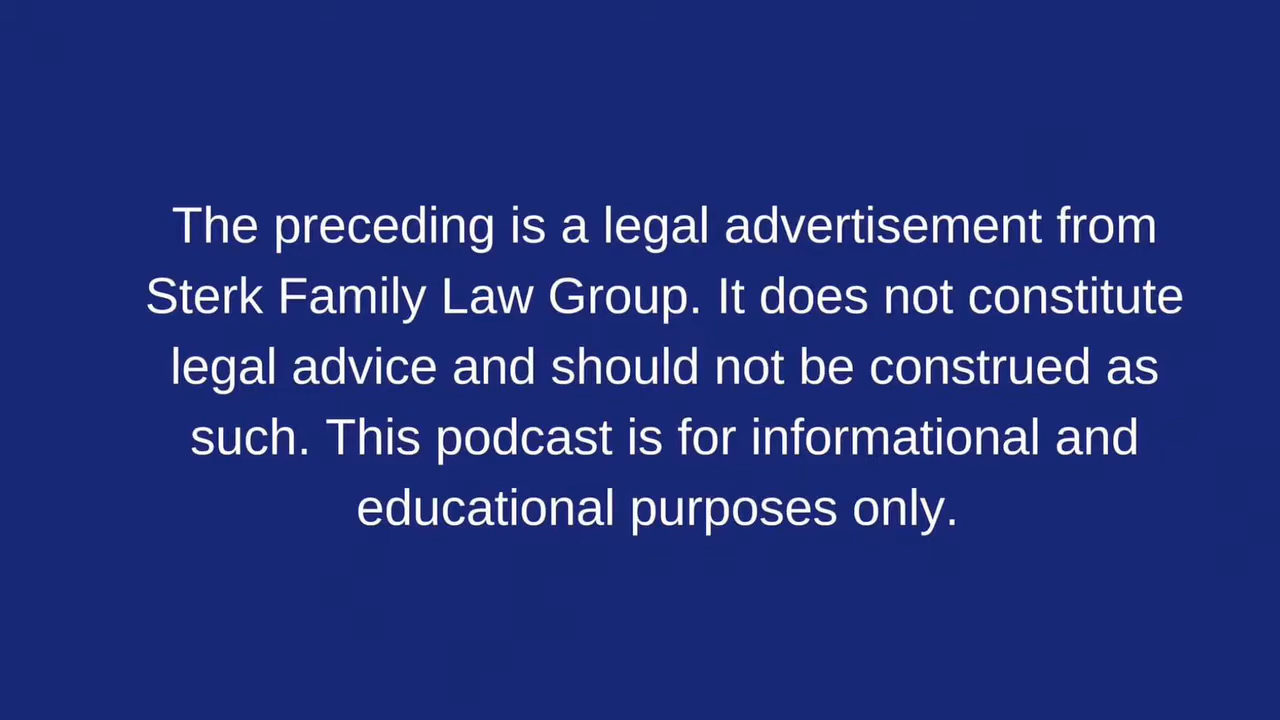 The preceding is a legal advertisement from
Sterk Family Law Group. It does not constitute
legal advice and should not be construed as
such. This podcast is for informational and
educational purposes only.